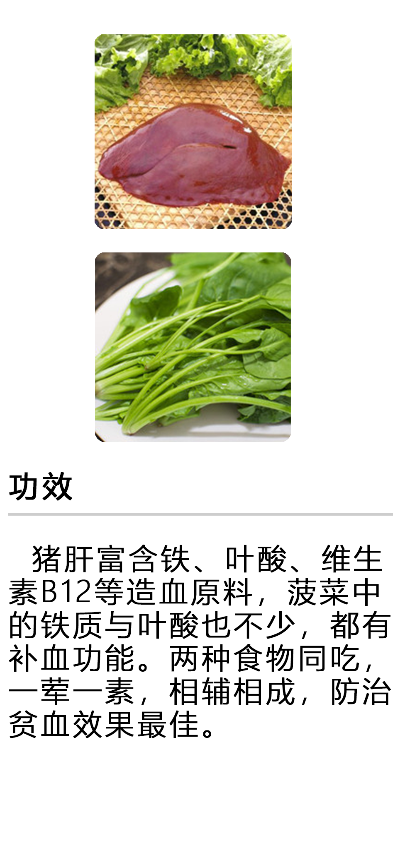 功效
猪肝富含铁、叶酸、维生
素B12等造血原料，菠菜中
的铁质与叶酸也不少，都有
补血功能。两种食物同吃，
一荤一素，相辅相成，防治
贫血效果最佳。